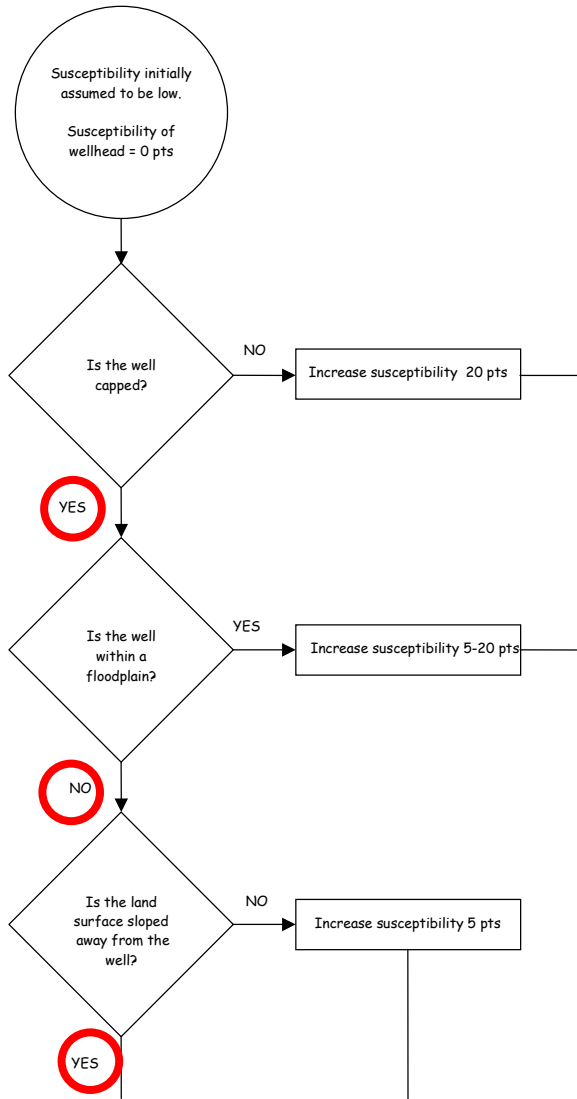 Susceptibility initially
assumed to be low.
Susceptibility of
wellhead = 0 pts
Is the well
capped?
NO
Increase susceptibility 20 pts
YES
Is the well
within a
floodplain?
YES
Increase susceptibility 5-20 pts
NO
Is the land
surface sloped
away from the
well?
NO
Increase susceptibility 5 pts
YES